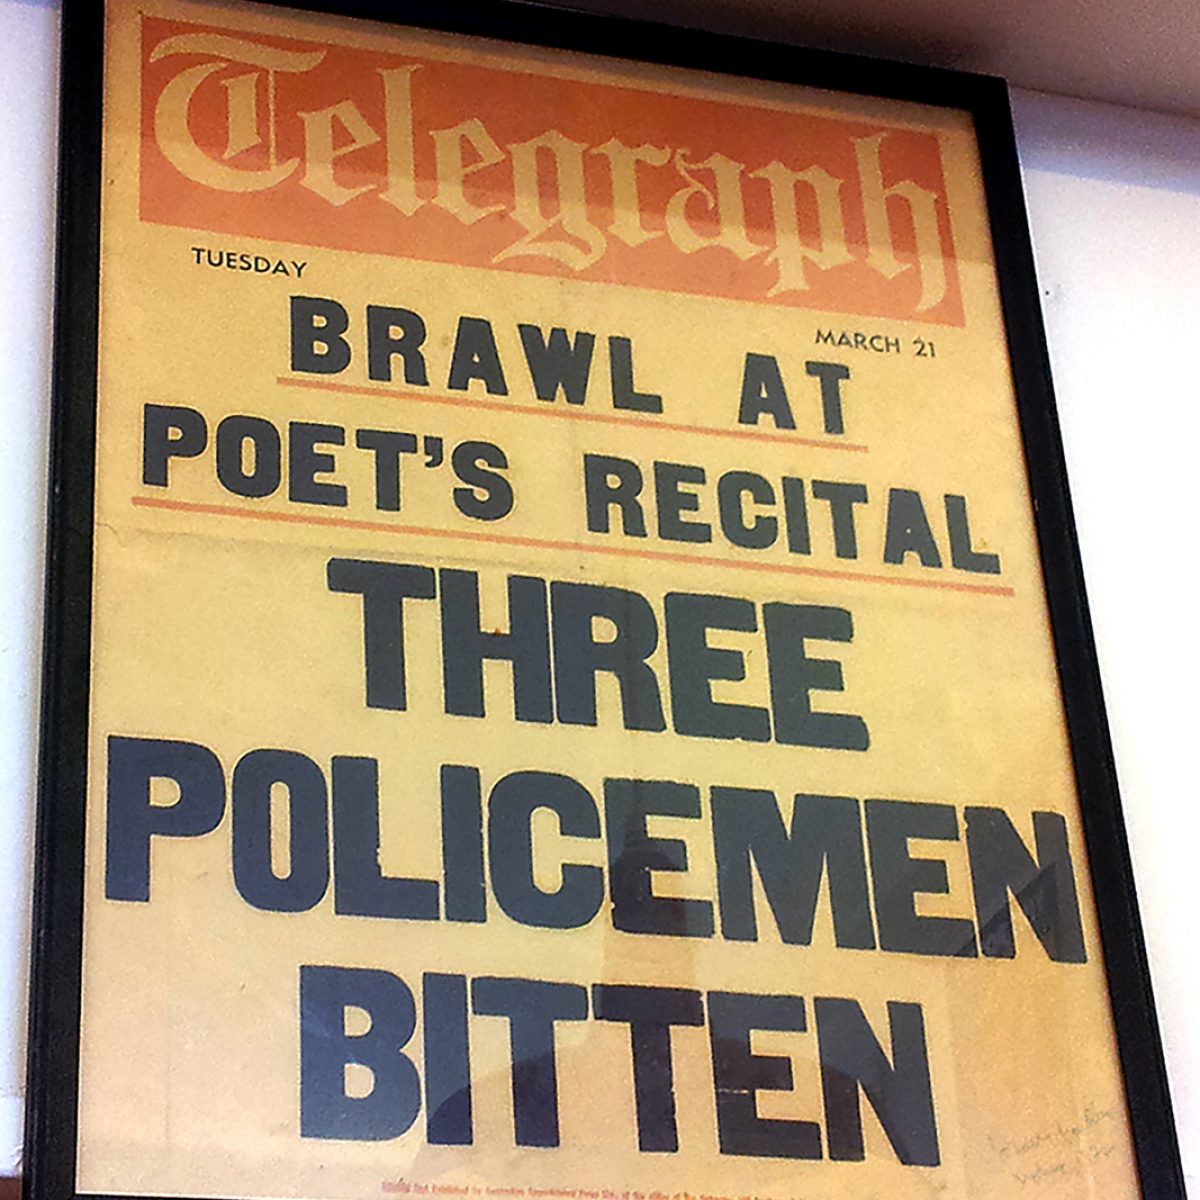 Telegraph
TUESDAY
MARCH 21
BRAWL AT
POET'S RECITAL
THREE
POLICEMEN
BITTEN